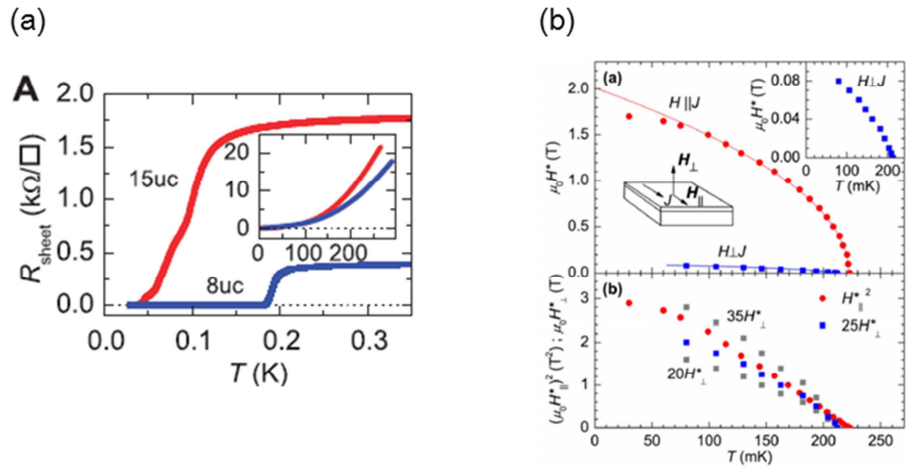 (a)
(b)
A
2.0
1.5
1.0
0.5
0.0
R sheet (kΩ/□)
15uc
8uc
20
10
0
0 100 200
0.0 0.1 0.2 0.3
T (K)
(a)
2.0
1.5
1.0
0.5
0.0
μ₀H* (T)
H||J
H⊥
H||
J
H⊥J
0.08
0.04
0.00
μ₀H* (T)
H⊥J
0 100 200
T (mK)
(b)
3
2
1
0
(μ₀H*||)² (T²) ; μ₀H*⊥ (T)
35H*⊥
20H*⊥
H*||²
25H*⊥
0 50 100 150 200 250
T (mK)